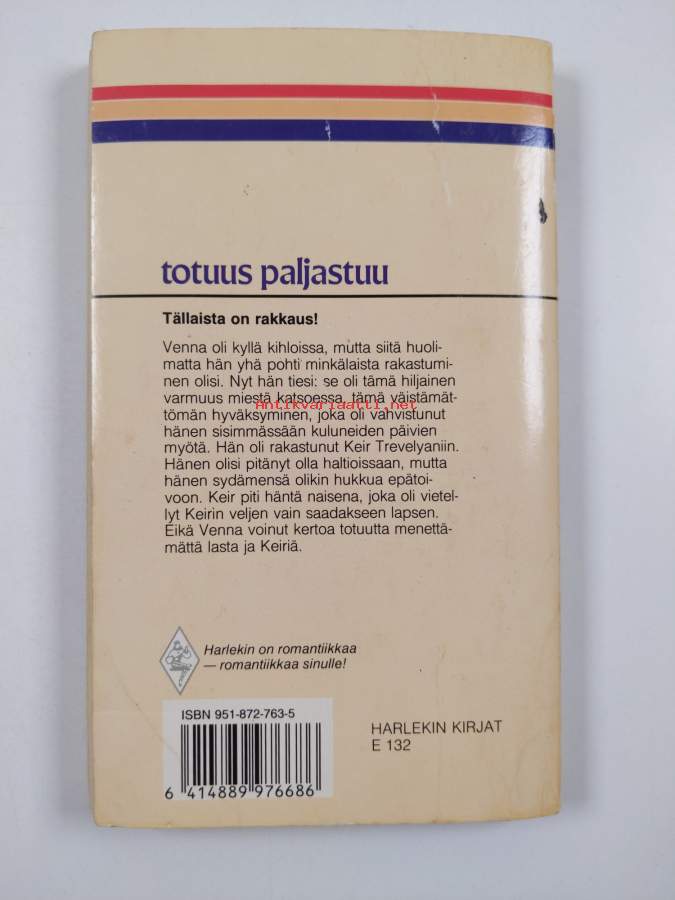 totuus paljastuu
Tällaista on rakkaus!
Venna oli kyllä kihloissa, mutta siitä huoli-
matta hän yhä pohti minkälaista rakastumi-
nen olisi. Nyt hän tiesi: se oli tämä hiljainen
varmuus miestä katsoessa, tämä väistämät-
Antikvariaatti.net
tömän hyväksyminen, joka oli vahvistunut
hänen sisimmässään kuluneiden päivien
myötä. Hän oli rakastunut Keir Trevelyaniin.
Hänen olisi pitänyt olla haltioissaan, mutta
hänen sydämensä olikin hukkua epätoi-
voon. Keir piti häntä naisena, joka oli vietel-
lyt Keirin veljen vain saadakseen lapsen.
Eikä Venna voinut kertoa totuutta menettä-
mättä lasta ja Keiriä.
Harlekin on romantiikkaa
— romantiikkaa sinulle!
ISBN 951-872-763-5
6 414889 976686
HARLEKIN KIRJAT
E 132